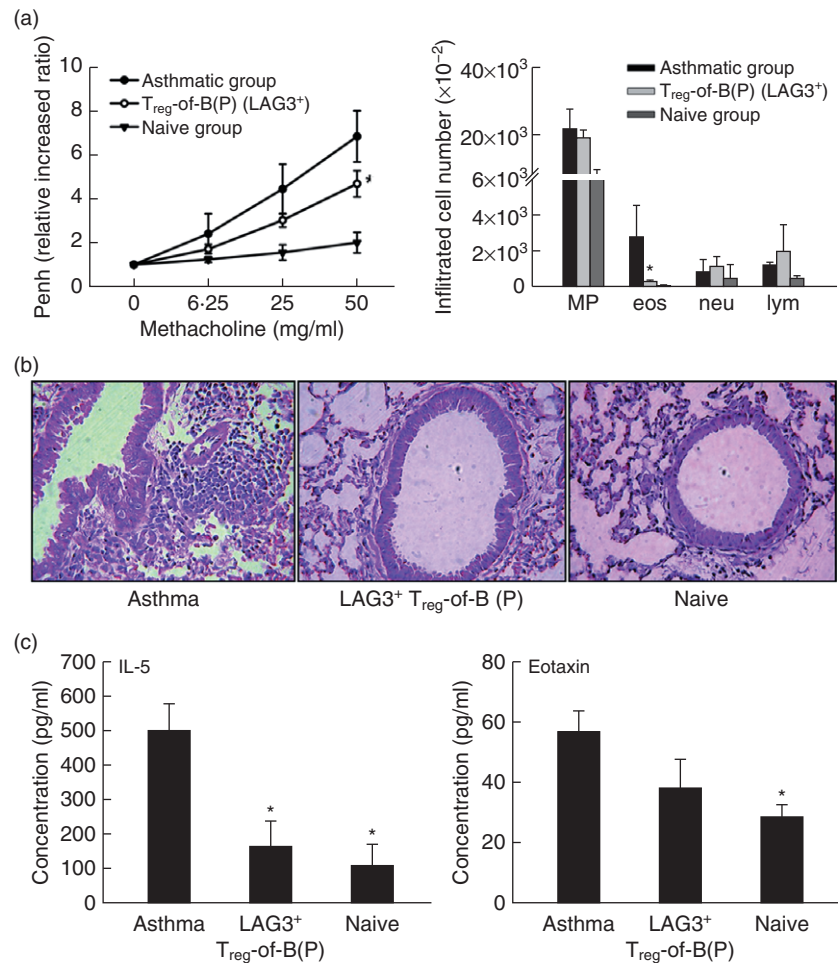 (a)
10
8
6
4
2
0
Penh (relative increased ratio)
Asthmatic group
Treg-of-B(P) (LAG3+)
Naive group
*
0 6·25 25 50
Methacholine (mg/ml)
40×10³
20×10³
6×10³
4×10³
2×10³
0
Inflitrated cell number (×10⁻²)
Asthmatic group
Treg-of-B(P) (LAG3+)
Naive group
*
MP eos neu lym
(b)
Asthma LAG3+ Treg-of-B (P) Naive
(c)
700
600
500
400
300
200
100
0
Concentration (pg/ml)
IL-5
* *
Asthma LAG3+ Naive
Treg-of-B(P)
80
60
40
20
0
Concentration (pg/ml)
Eotaxin
*
Asthma LAG3+ Naive
Treg-of-B(P)